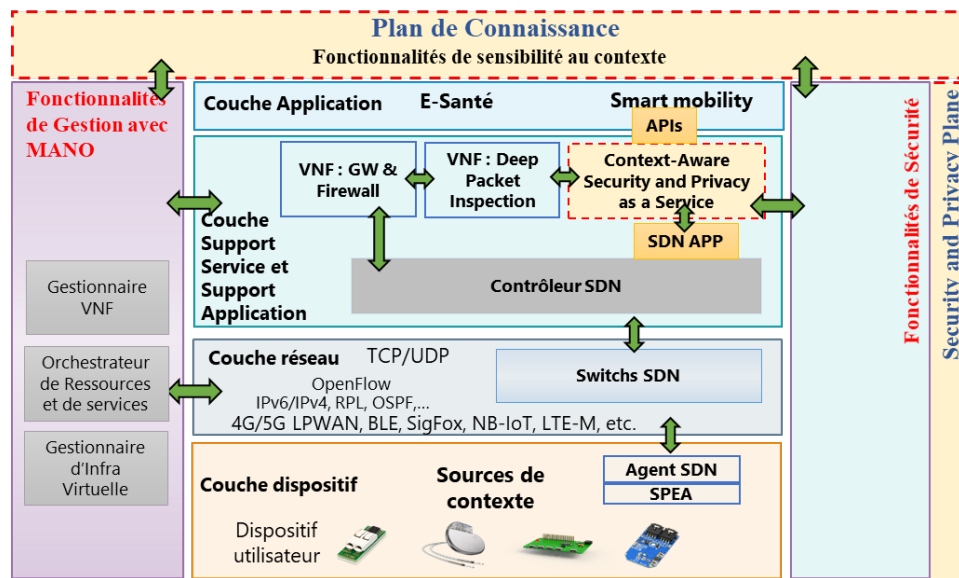 Plan de Connaissance
Fonctionnalités de sensibilité au contexte
Fonctionnalités
de Gestion avec
MANO
Gestionnaire
VNF
Orchestrateur
de Ressources
et de services
Gestionnaire
d'Infra
Virtuelle
Couche Application
E-Santé
Smart mobility
APIs
VNF : GW &
Firewall
VNF : Deep
Packet
Inspection
Context-Aware
Security and Privacy
as a Service
Couche
Support
Service et
Support
Application
SDN APP
Contrôleur SDN
Couche réseau
TCP/UDP
OpenFlow
IPv6/IPv4, RPL, OSPF,...
4G/5G LPWAN, BLE, SigFox, NB-IoT, LTE-M, etc.
Switchs SDN
Couche dispositif
Sources de
contexte
Agent SDN
SPEA
Dispositif
utilisateur
Fonctionnalités de Sécurité
Security and Privacy Plane